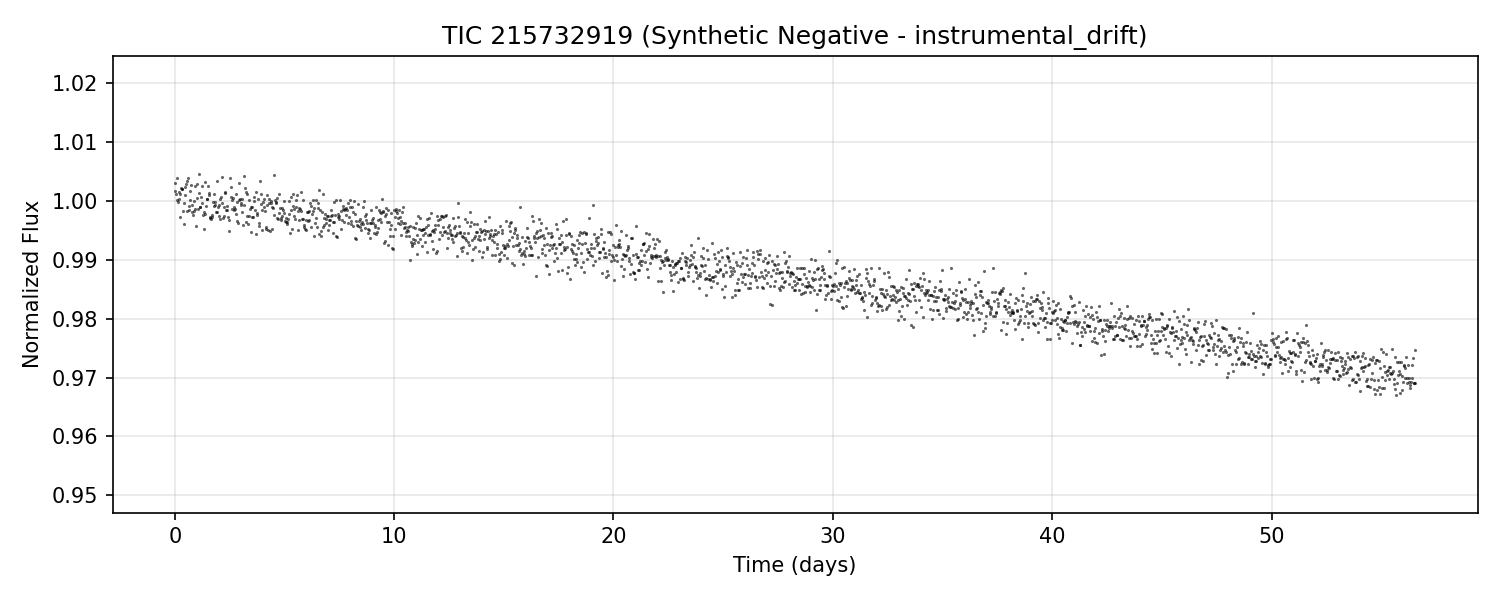 TIC 215732919 (Synthetic Negative - instrumental_drift)
Normalized Flux
1.02
1.01
1.00
0.99
0.98
0.97
0.96
0.95
0 10 20 30 40 50
Time (days)